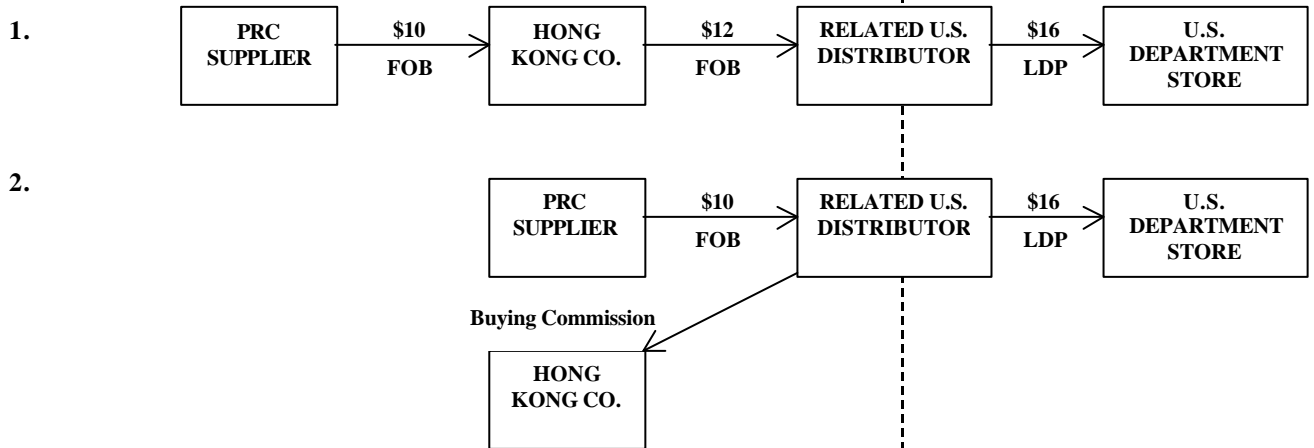 1.
PRC
SUPPLIER
$10
FOB
HONG
KONG CO.
$12
FOB
RELATED U.S.
DISTRIBUTOR
$16
LDP
U.S.
DEPARTMENT
STORE
2.
PRC
SUPPLIER
$10
FOB
RELATED U.S.
DISTRIBUTOR
$16
LDP
U.S.
DEPARTMENT
STORE
Buying Commission
HONG
KONG CO.